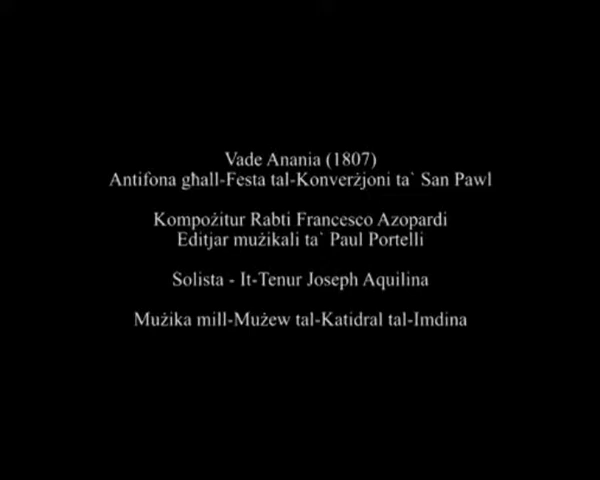 Vade Anania (1807)
Antifona għall-Festa tal-Konverżjoni ta` San Pawl
Kompożitur Rabti Francesco Azopardi
Editjar mużikali ta` Paul Portelli
Solista - It-Tenur Joseph Aquilina
Mużika mill-Mużew tal-Katidral tal-Imdina